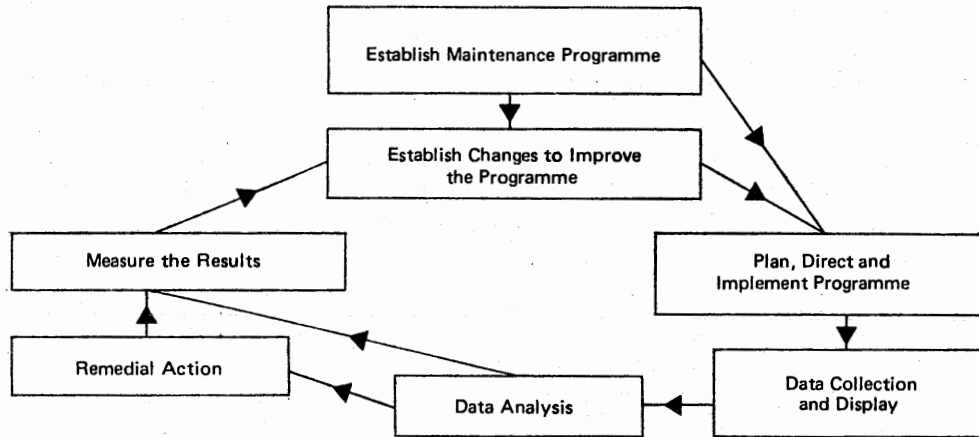 Establish Maintenance Programme
Establish Changes to Improve
the Programme
Measure the Results
Plan, Direct and
Implement Programme
Remedial Action
Data Analysis
Data Collection
and Display